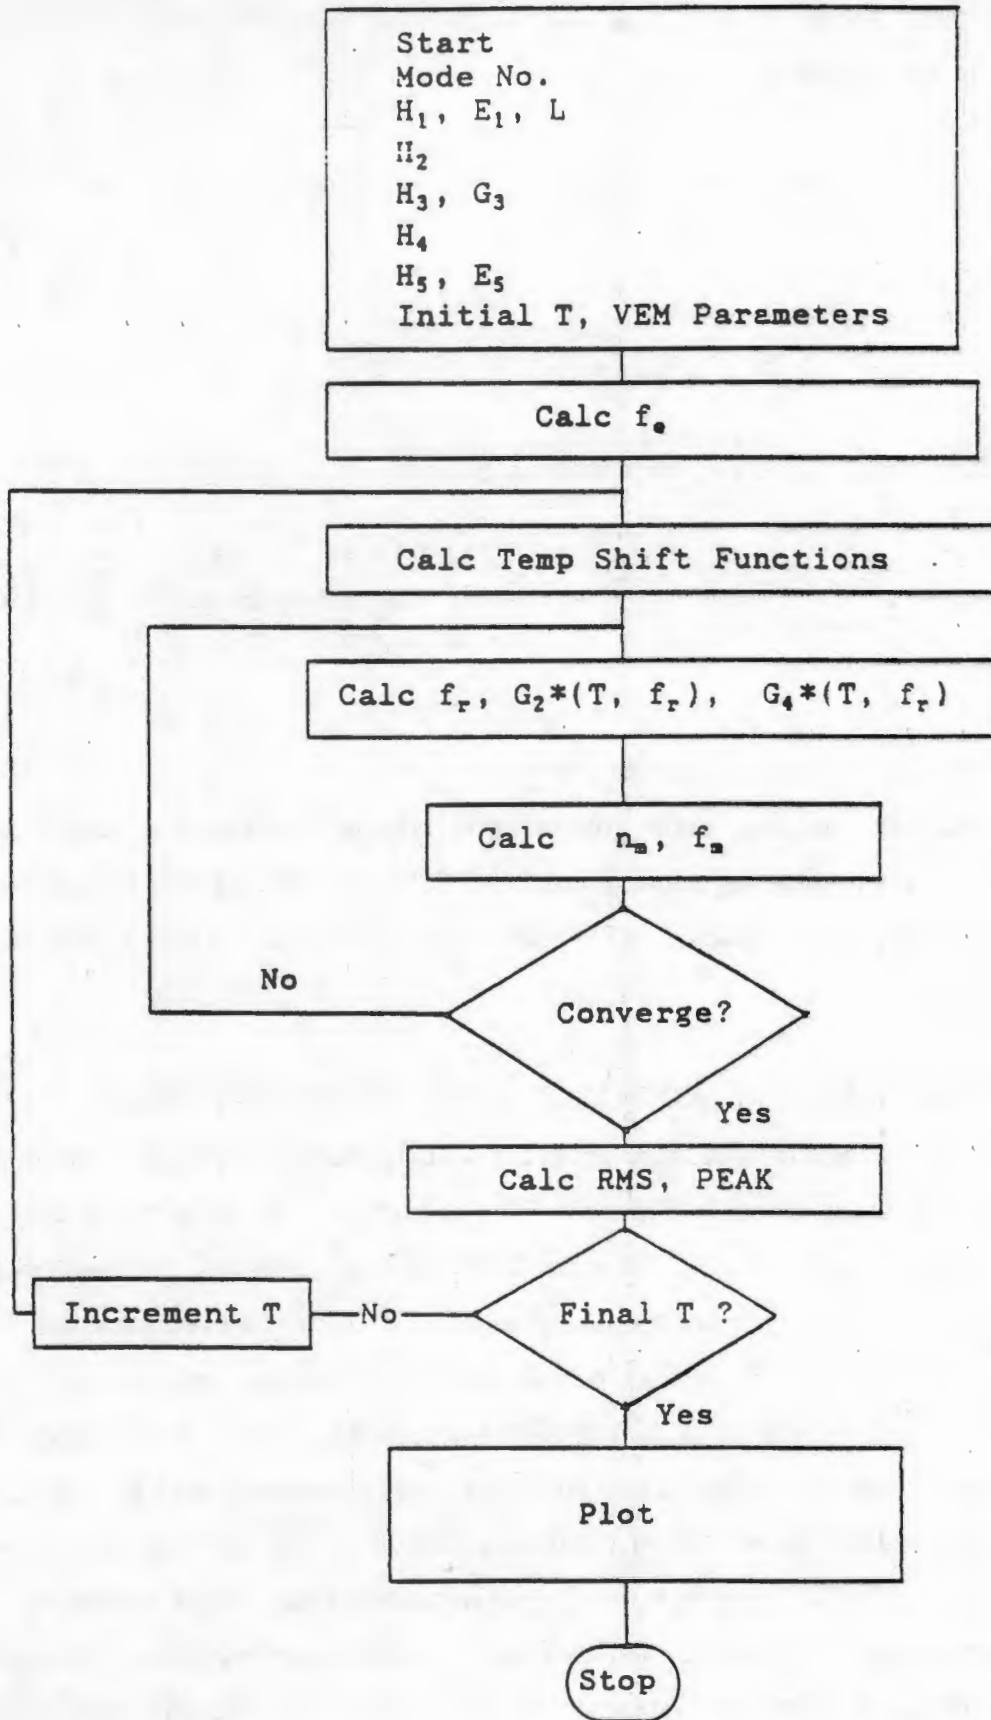 Start
Mode No.
H₁, E₁, L
H₂
H₃, G₃
H₄
H₅, E₅
Initial T, VEM Parameters
Calc fₒ
Calc Temp Shift Functions
Calc fᵣ, G₂*(T, fᵣ), G₄*(T, fᵣ)
Calc nₘ, fₘ
No
Converge?
Yes
Calc RMS, PEAK
Increment T
No
Final T ?
Yes
Plot
Stop